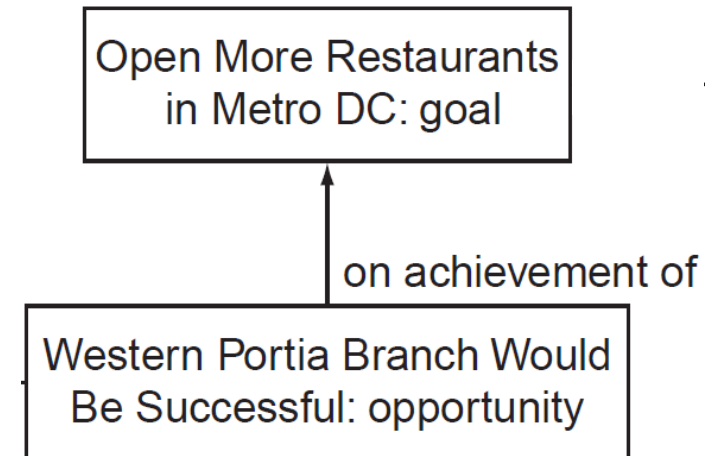 Open More Restaurants
in Metro DC: goal
on achievement of
Western Portia Branch Would
Be Successful: opportunity